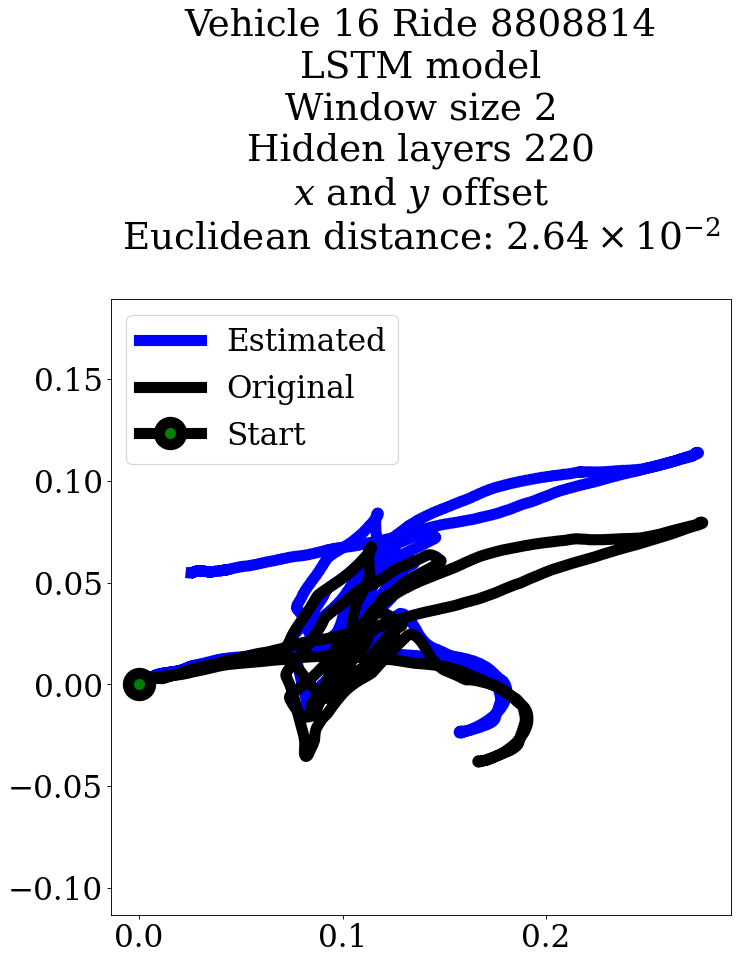 Vehicle 16 Ride 8808814
LSTM model
Window size 2
Hidden layers 220
x and y offset
Euclidean distance: 2.64 × 10⁻²
Estimated
Original
Start
0.15
0.10
0.05
0.00
−0.05
−0.10
0.0 0.1 0.2